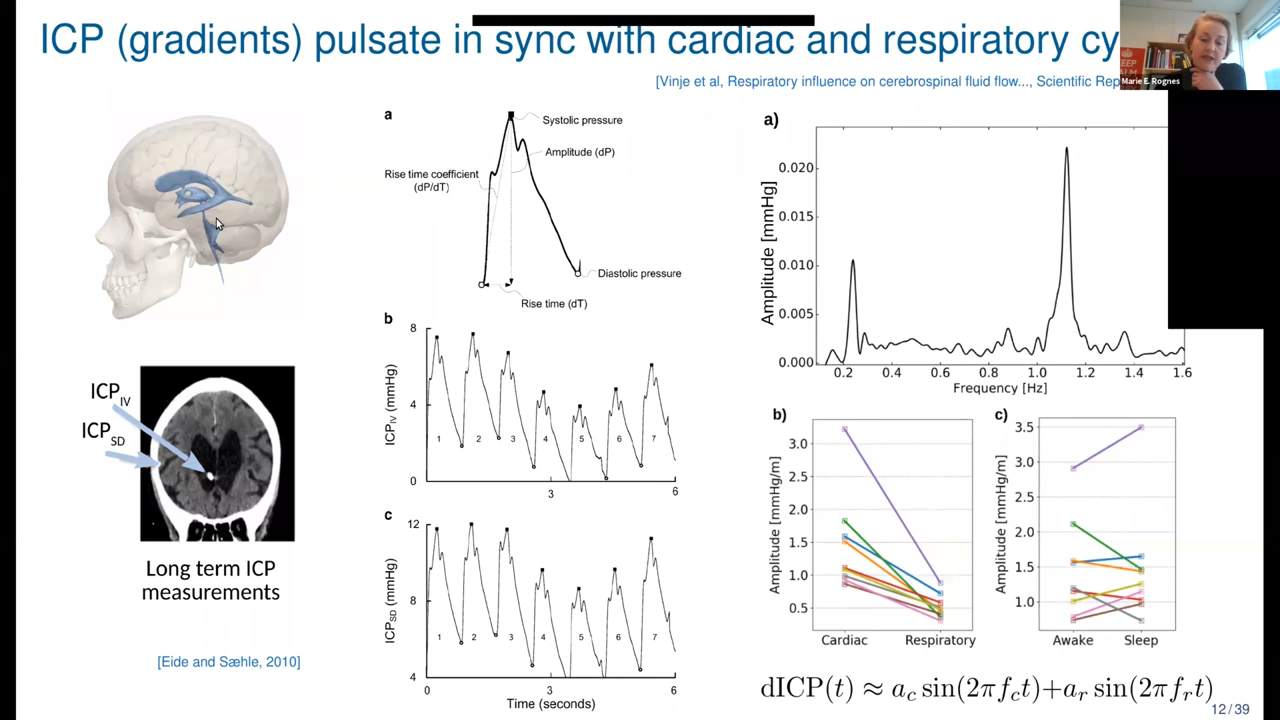 ICP (gradients) pulsate in sync with cardiac and respiratory cy
[Vinje et al, Respiratory influence on cerebrospinal fluid flow..., Scientific Rep
KEEP
Marie E. Rognes
a
Systolic pressure
Amplitude (dP)
Rise time coefficient
(dP/dT)
Diastolic pressure
Rise time (dT)
b
8
4
0
ICP_IV (mmHg)
1 2 3 4 5 6 7
3 6
c
12
8
4
ICP_SD (mmHg)
1 2 3 4 5 6 7
0 3 6
Time (seconds)
ICP_IV
ICP_SD
Long term ICP
measurements
[Eide and Sæhle, 2010]
a)
Amplitude [mmHg]
0.020
0.015
0.010
0.005
0.000
0.2 0.4 0.6 0.8 1.0 1.2 1.4 1.6
Frequency [Hz]
b)
Amplitude [mmHg/m]
3.0
2.5
2.0
1.5
1.0
0.5
Cardiac Respiratory
c)
Amplitude [mmHg/m]
3.5
3.0
2.5
2.0
1.5
1.0
Awake Sleep
dICP(t) ≈ a_c sin(2πf_c t)+a_r sin(2πf_r t)
12 / 39